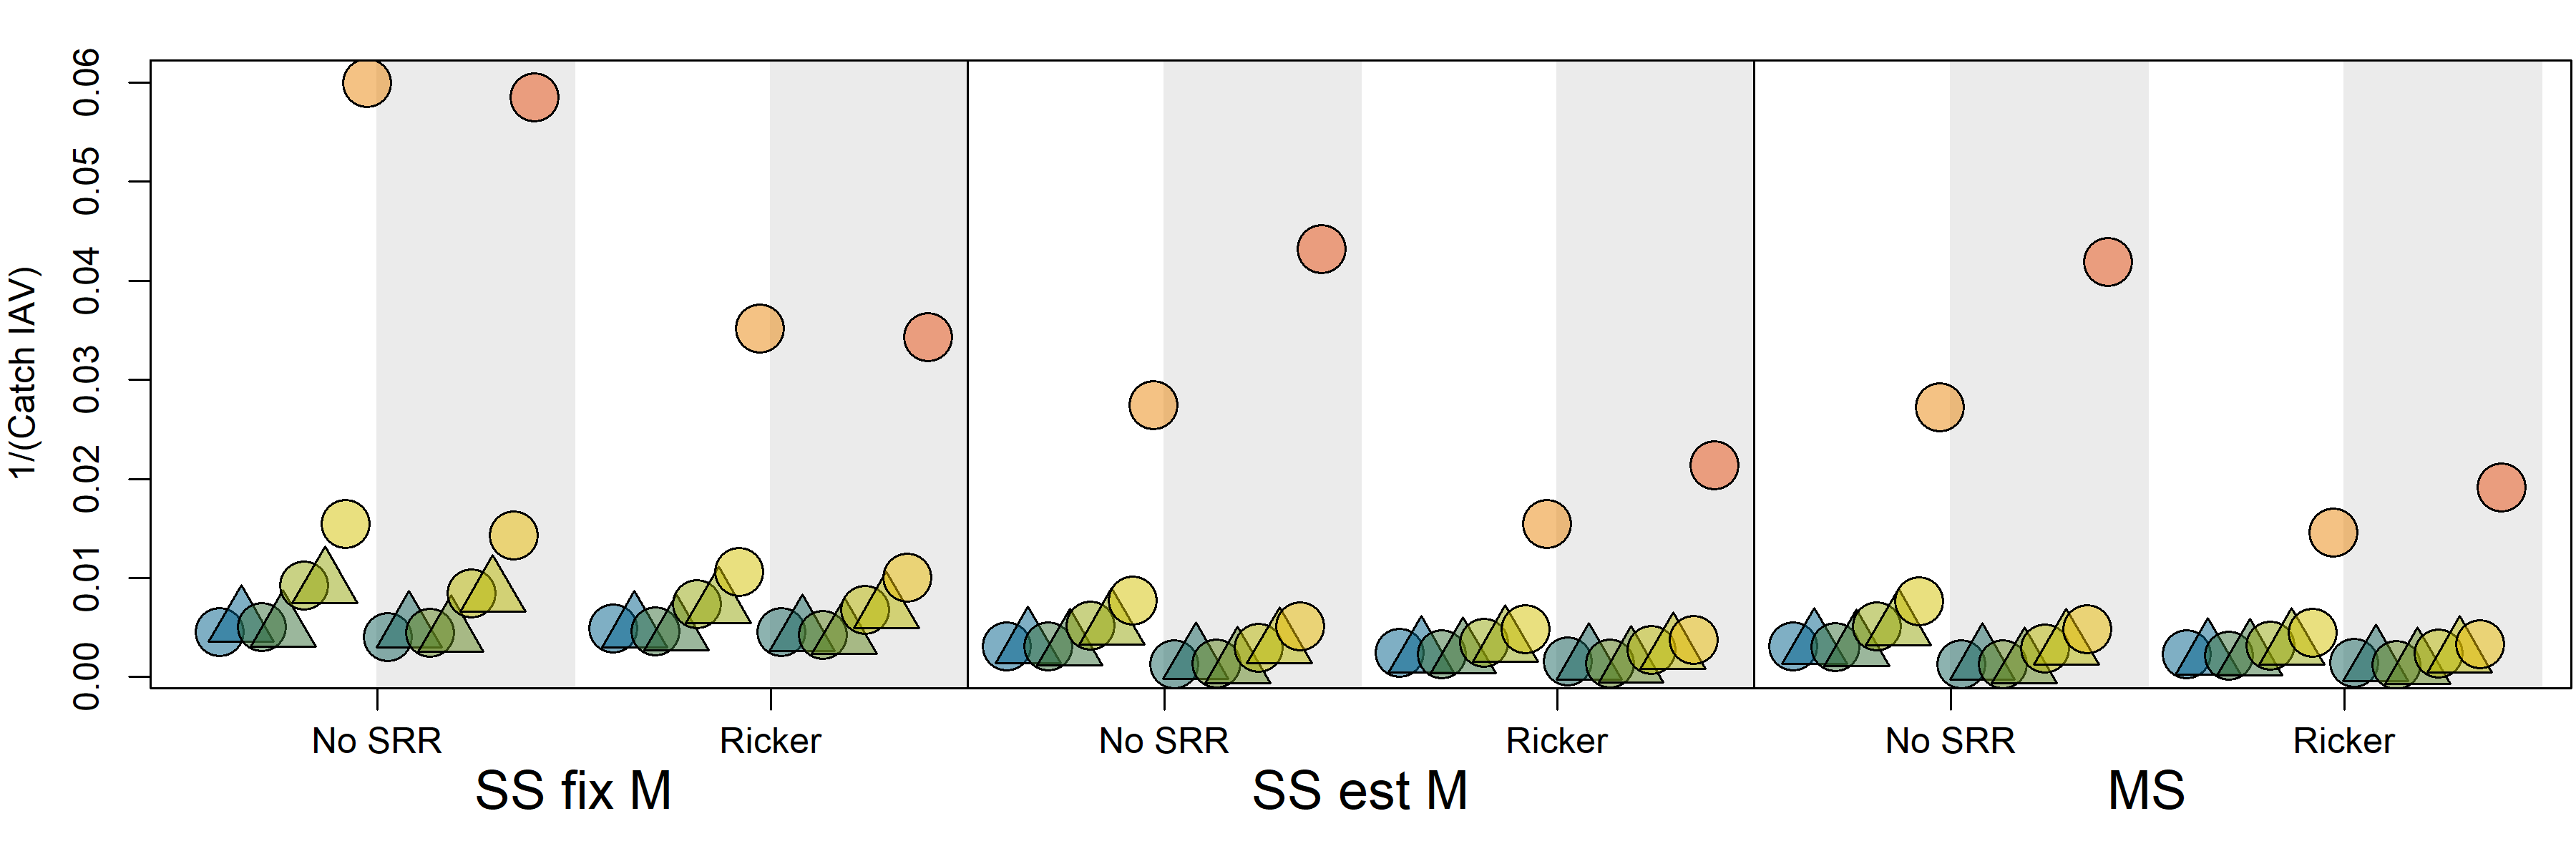 1/(Catch IAV)
0.06
0.05
0.04
0.03
0.02
0.01
0.00
No SRR Ricker No SRR Ricker No SRR Ricker
SS fix M SS est M MS